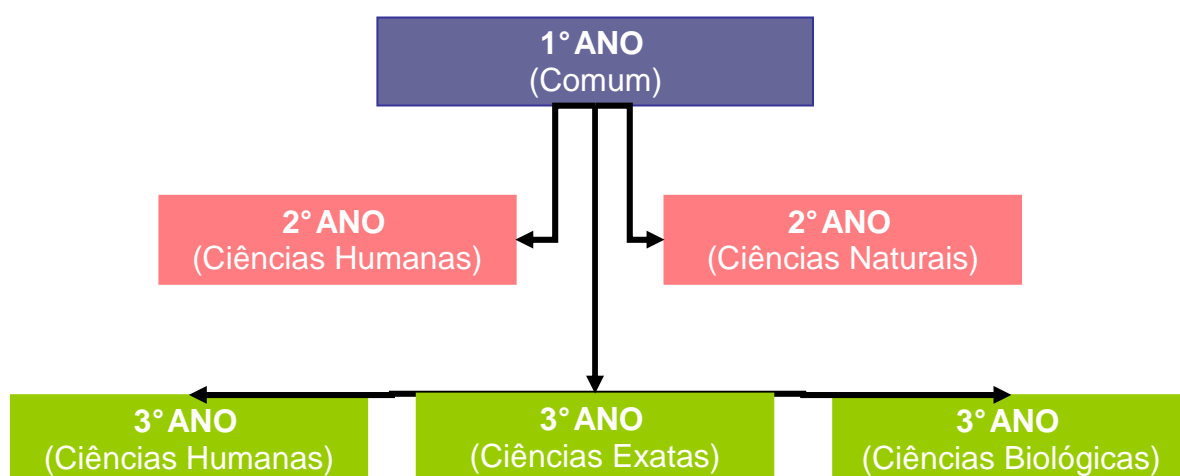 1° ANO
(Comum)
2° ANO
(Ciências Humanas)
2° ANO
(Ciências Naturais)
3° ANO
(Ciências Humanas)
3° ANO
(Ciências Exatas)
3° ANO
(Ciências Biológicas)